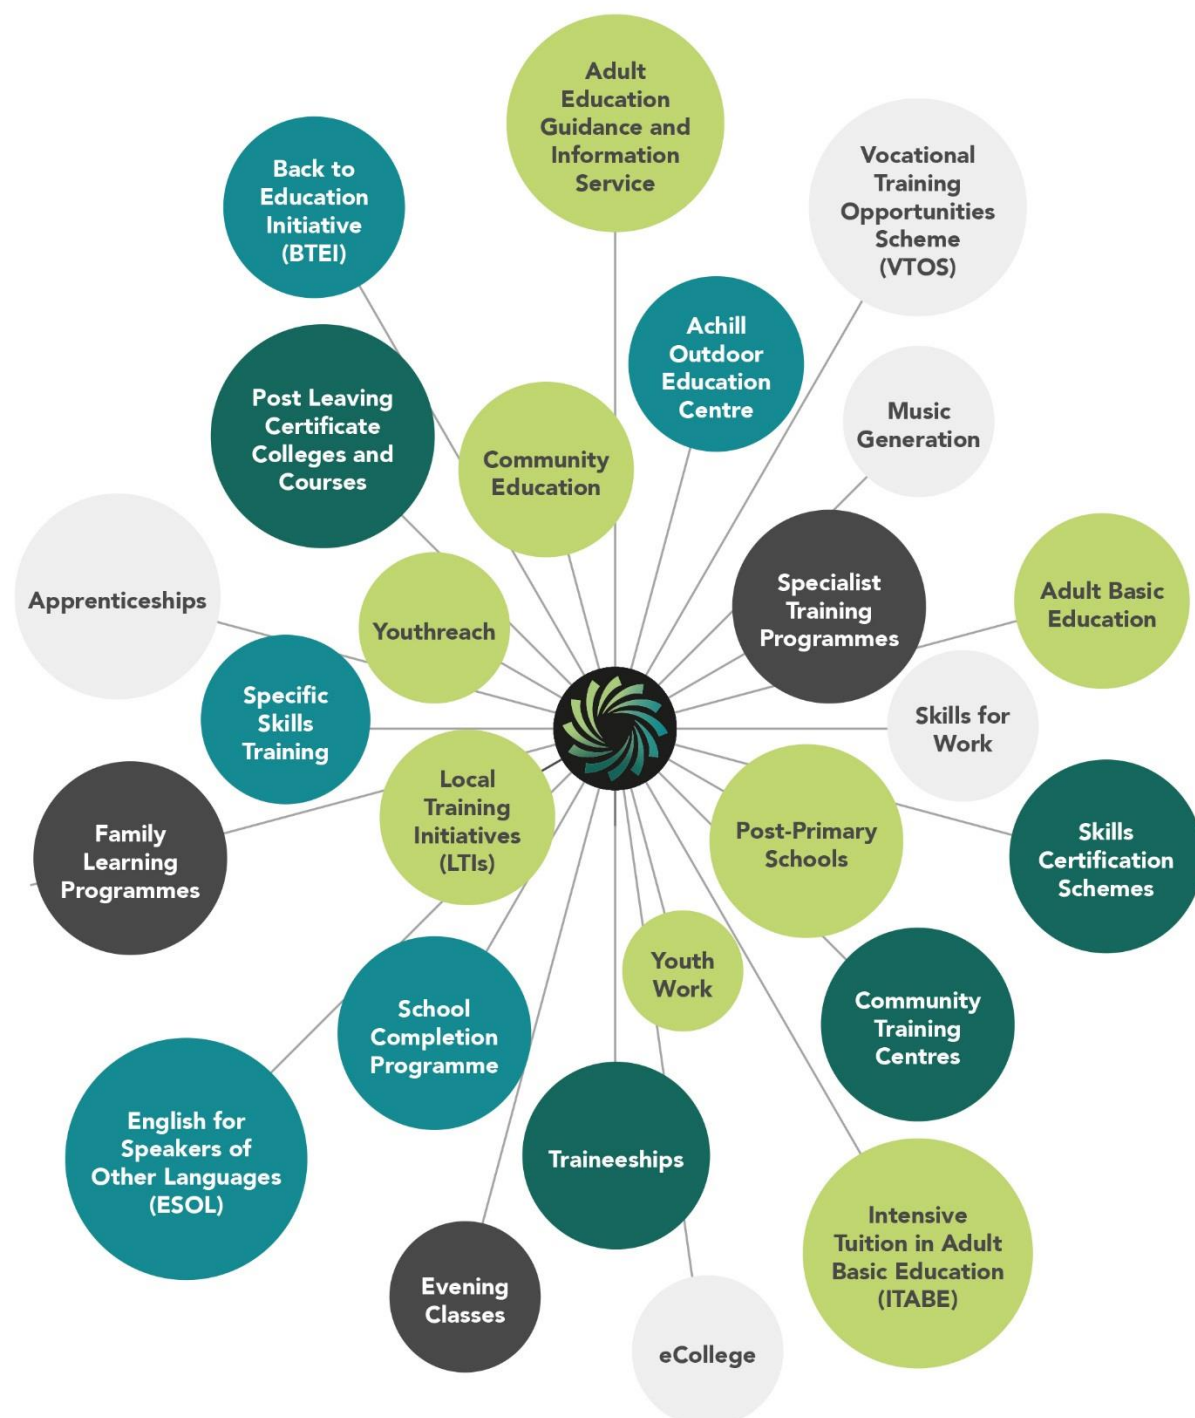 Adult
Education
Guidance and
Information
Service
Back to
Education
Initiative
(BTEI)
Vocational
Training
Opportunities
Scheme
(VTOS)
Achill
Outdoor
Education
Centre
Post Leaving
Certificate
Colleges and
Courses
Music
Generation
Community
Education
Apprenticeships
Youthreach
Specialist
Training
Programmes
Adult Basic
Education
Specific
Skills
Training
Skills for
Work
Local
Training
Initiatives
(LTIs)
Post-Primary
Schools
Family
Learning
Programmes
Skills
Certification
Schemes
Youth
Work
School
Completion
Programme
Community
Training
Centres
English for
Speakers of
Other Languages
(ESOL)
Traineeships
Intensive
Tuition in Adult
Basic Education
(ITABE)
Evening
Classes
eCollege